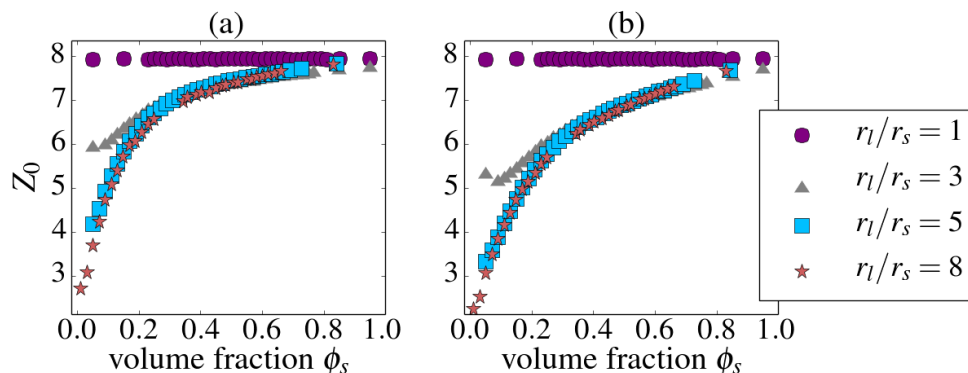 (a)
(b)
Z₀
8
7
6
5
4
3
0.0 0.2 0.4 0.6 0.8 1.0
volume fraction ϕₛ
8
7
6
5
4
3
0.0 0.2 0.4 0.6 0.8 1.0
volume fraction ϕₛ
rₗ/rₛ = 1
rₗ/rₛ = 3
rₗ/rₛ = 5
rₗ/rₛ = 8